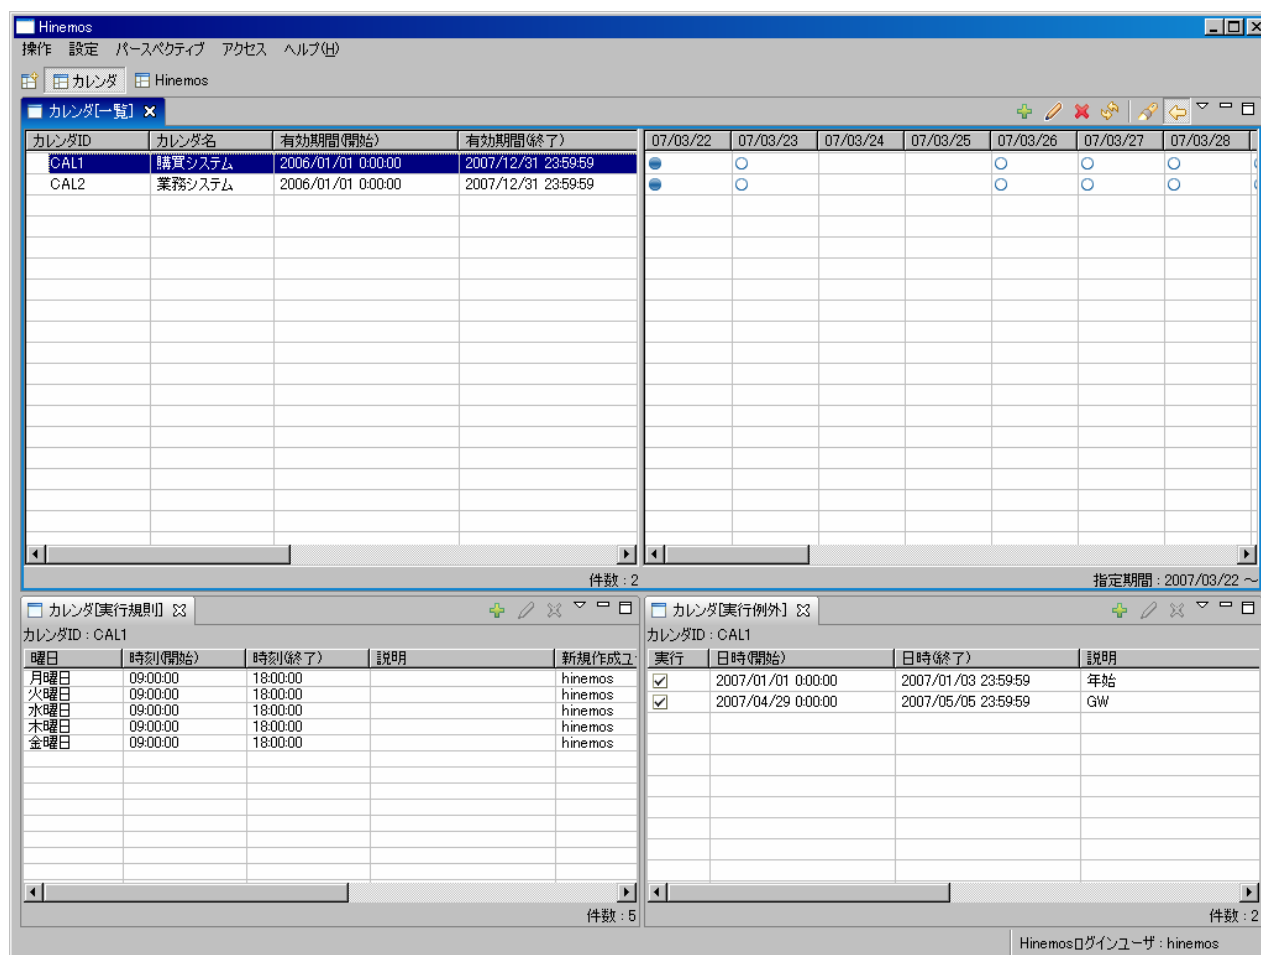 Hinemos
操作 設定 パースペクティブ アクセス ヘルプ(H)
カレンダ Hinemos
カレンダ[一覧]
カレンダID カレンダ名 有効期間(開始) 有効期間(終了) 07/03/22 07/03/23 07/03/24 07/03/25 07/03/26 07/03/27 07/03/28
CAL1 購買システム 2006/01/01 0:00:00 2007/12/31 23:59:59
CAL2 業務システム 2006/01/01 0:00:00 2007/12/31 23:59:59
件数 : 2 指定期間 : 2007/03/22 ~
カレンダ[実行規則]
カレンダID : CAL1
曜日 時刻(開始) 時刻(終了) 説明 新規作成ユ
月曜日 09:00:00 18:00:00 hinemos
火曜日 09:00:00 18:00:00 hinemos
水曜日 09:00:00 18:00:00 hinemos
木曜日 09:00:00 18:00:00 hinemos
金曜日 09:00:00 18:00:00 hinemos
件数 : 5
カレンダ[実行例外]
カレンダID : CAL1
実行 日時(開始) 日時(終了) 説明
2007/01/01 0:00:00 2007/01/03 23:59:59 年始
2007/04/29 0:00:00 2007/05/05 23:59:59 GW
件数 : 2
Hinemosログインユーザ : hinemos